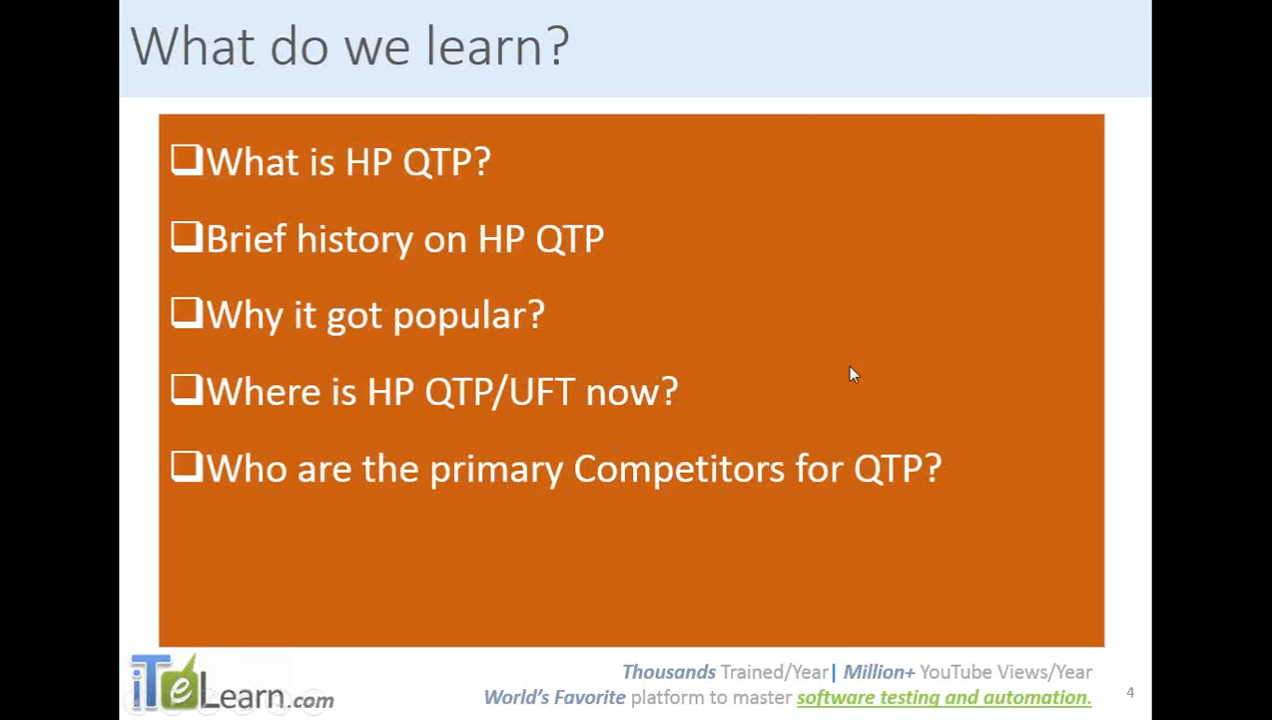 What do we learn?
What is HP QTP?
Brief history on HP QTP
Why it got popular?
Where is HP QTP/UFT now?
Who are the primary Competitors for QTP?
iTeLearn.com
Thousands Trained/Year| Million+ YouTube Views/Year
World's Favorite platform to master software testing and automation.
4